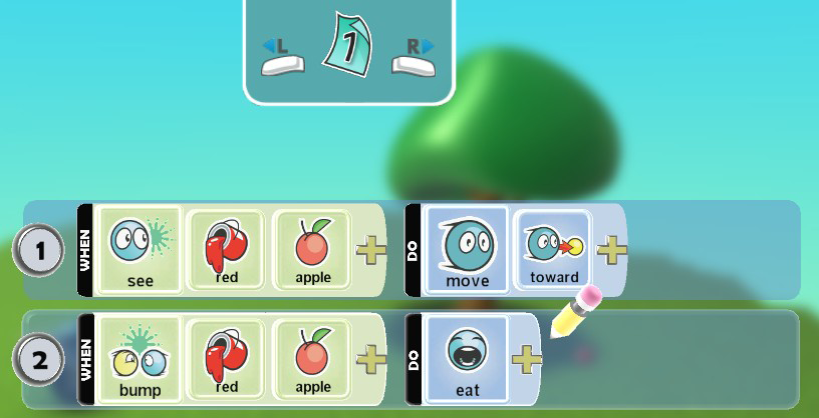 L 1 R
1 WHEN see red apple DO move toward
2 WHEN bump red apple DO eat